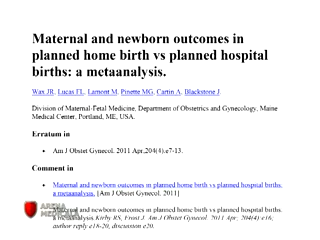 Maternal and newborn outcomes in
planned home birth vs planned hospital
births: a metaanalysis.
Wax JR, Lucas FL, Lamont M, Pinette MG, Cartin A, Blackstone J.
Division of Maternal-Fetal Medicine, Department of Obstetrics and Gynecology, Maine
Medical Center, Portland, ME, USA.
Erratum in
• Am J Obstet Gynecol. 2011 Apr;204(4):e7-13.
Comment in
• Maternal and newborn outcomes in planned home birth vs planned hospital births:
a metaanalysis. [Am J Obstet Gynecol. 2011]
• Maternal and newborn outcomes in planned home birth vs planned hospital births:
a metaanalysis. Kirby RS, Frost J. Am J Obstet Gynecol. 2011 Apr; 204(4):e16;
author reply e18-20, discussion e20.
ARENA
MEDICALE